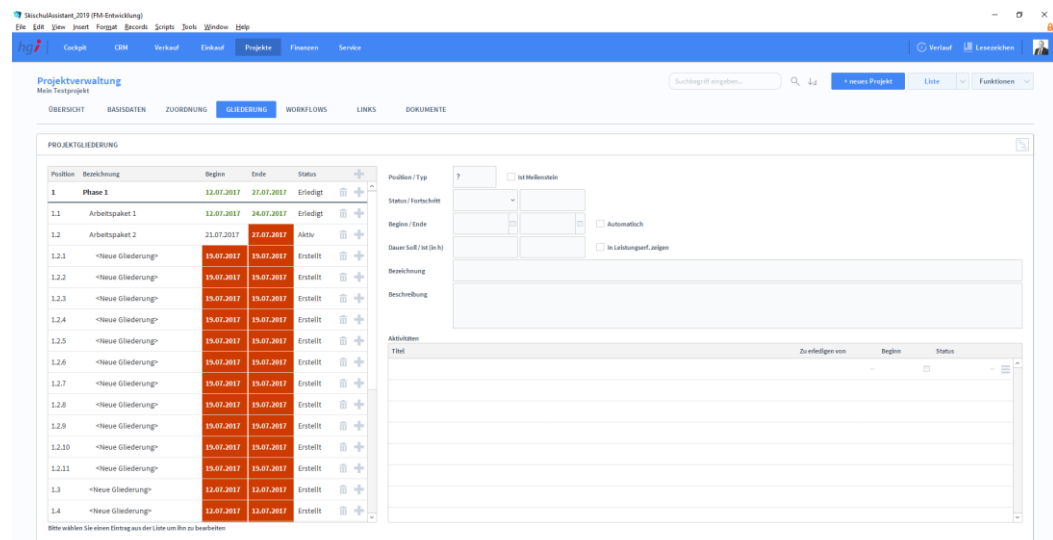 SkischulAssistant_2019 (FM-Entwicklung)
File Edit View Insert Format Records Scripts Tools Window Help
hgi Cockpit CRM Verkauf Einkauf Projekte Finanzen Service Verlauf Lesezeichen
Projektverwaltung
Mein Testprojekt
Suchbegriff eingeben... + neues Projekt Liste Funktionen
ÜBERSICHT BASISDATEN ZUORDNUNG GLIEDERUNG WORKFLOWS LINKS DOKUMENTE
PROJEKTGLIEDERUNG
Position Bezeichnung Beginn Ende Status
1 Phase 1 12.07.2017 27.07.2017 Erledigt
1.1 Arbeitspaket 1 12.07.2017 24.07.2017 Erledigt
1.2 Arbeitspaket 2 21.07.2017 27.07.2017 Aktiv
1.2.1 <Neue Gliederung> 19.07.2017 19.07.2017 Erstellt
1.2.2 <Neue Gliederung> 19.07.2017 19.07.2017 Erstellt
1.2.3 <Neue Gliederung> 19.07.2017 19.07.2017 Erstellt
1.2.4 <Neue Gliederung> 19.07.2017 19.07.2017 Erstellt
1.2.5 <Neue Gliederung> 19.07.2017 19.07.2017 Erstellt
1.2.6 <Neue Gliederung> 19.07.2017 19.07.2017 Erstellt
1.2.7 <Neue Gliederung> 19.07.2017 19.07.2017 Erstellt
1.2.8 <Neue Gliederung> 19.07.2017 19.07.2017 Erstellt
1.2.9 <Neue Gliederung> 19.07.2017 19.07.2017 Erstellt
1.2.10 <Neue Gliederung> 19.07.2017 19.07.2017 Erstellt
1.2.11 <Neue Gliederung> 19.07.2017 19.07.2017 Erstellt
1.3 <Neue Gliederung> 12.07.2017 12.07.2017 Erstellt
1.4 <Neue Gliederung> 12.07.2017 12.07.2017 Erstellt
Bitte wählen Sie einen Eintrag aus der Liste um ihn zu bearbeiten
Position / Typ ? Ist Meilenstein
Status / Fortschritt
Beginn / Ende Automatisch
Dauer Soll / Ist (in h) In Leistungserf. zeigen
Bezeichnung
Beschreibung
Aktivitäten
Titel Zu erledigen von Beginn Status